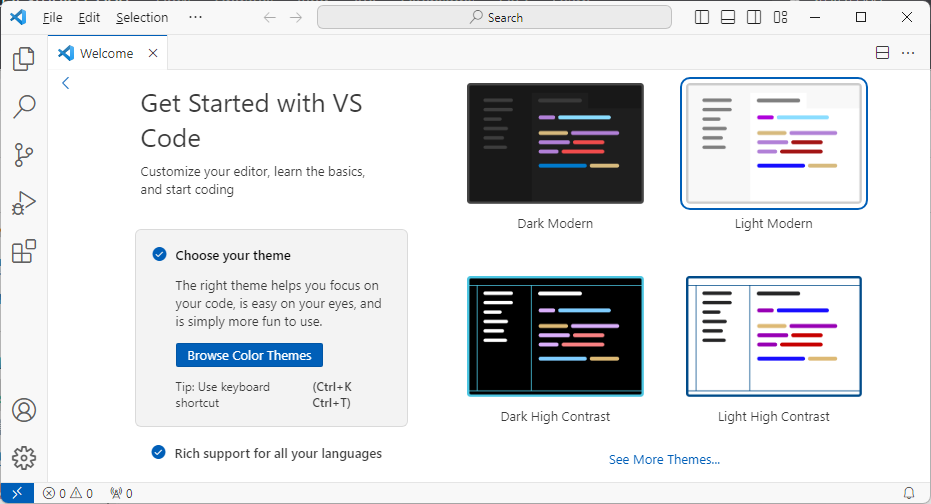 File Edit Selection ··· Search
Welcome
Get Started with VS
Code
Customize your editor, learn the basics,
and start coding
Choose your theme
The right theme helps you focus on
your code, is easy on your eyes, and
is simply more fun to use.
Browse Color Themes
Tip: Use keyboard (Ctrl+K
shortcut Ctrl+T)
Rich support for all your languages
Dark Modern
Light Modern
Dark High Contrast
Light High Contrast
See More Themes...
0 0 0